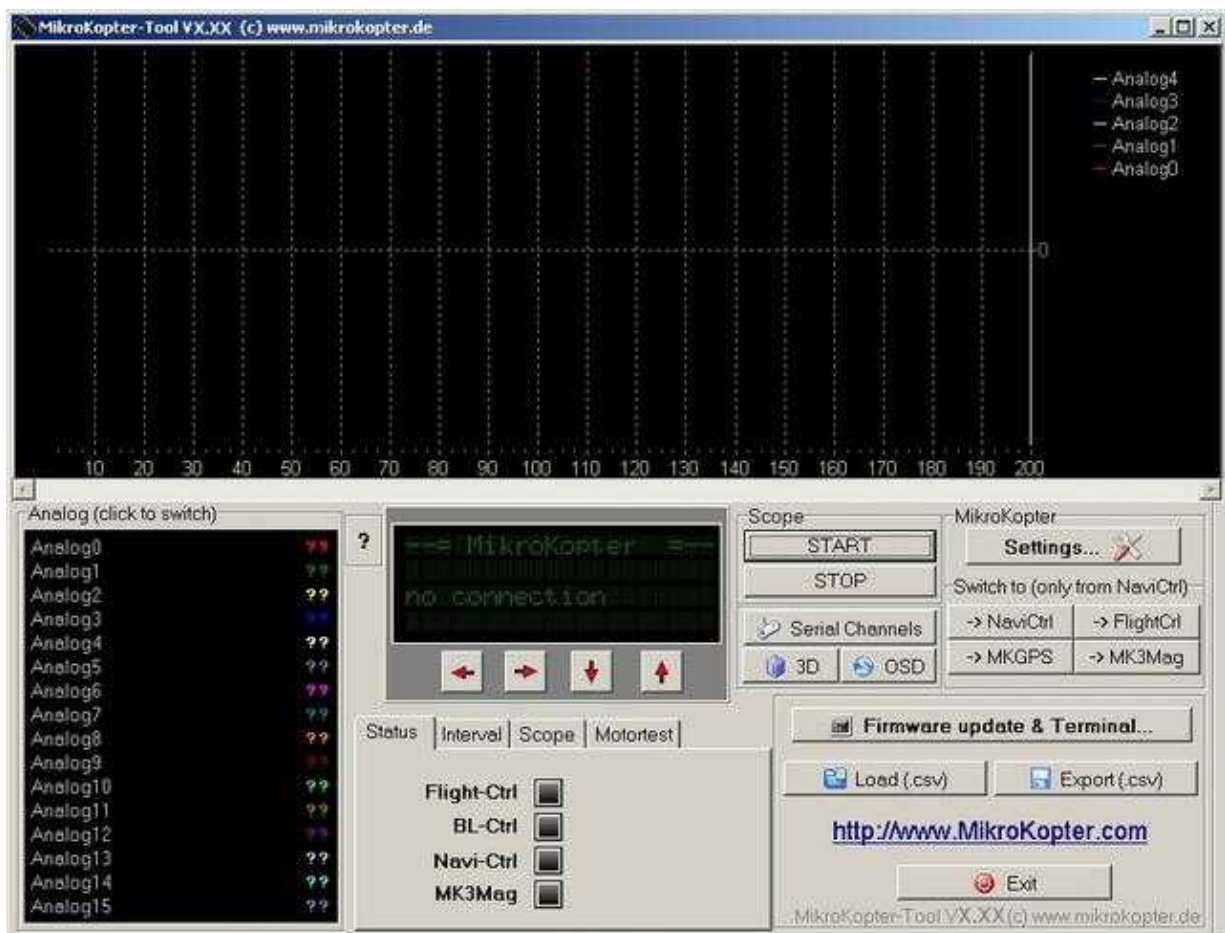 MikroKopter-Tool VX.XX (c) www.mikrokopter.de
Analog4
Analog3
Analog2
Analog1
Analog0
0
10 20 30 40 50 60 70 80 90 100 110 120 130 140 150 160 170 180 190 200
Analog (click to switch)
Analog0 ??
Analog1 ??
Analog2 ??
Analog3 ??
Analog4 ??
Analog5 ??
Analog6 ??
Analog7 ??
Analog8 ??
Analog9 ??
Analog10 ??
Analog11 ??
Analog12 ??
Analog13 ??
Analog14 ??
Analog15 ??
?
--= MikroKopter =--
no connection
Scope
START
STOP
Serial Channels
3D
OSD
MikroKopter
Settings...
Switch to (only from NaviCtrl)
-> NaviCtrl
-> FlightCrl
-> MKGPS
-> MK3Mag
Status Interval Scope Motortest
Flight-Ctrl
BL-Ctrl
Navi-Ctrl
MK3Mag
Firmware update & Terminal...
Load (.csv)
Export (.csv)
http://www.MikroKopter.com
Exit
MikroKopter-Tool VX.XX (c) www.mikrokopter.de